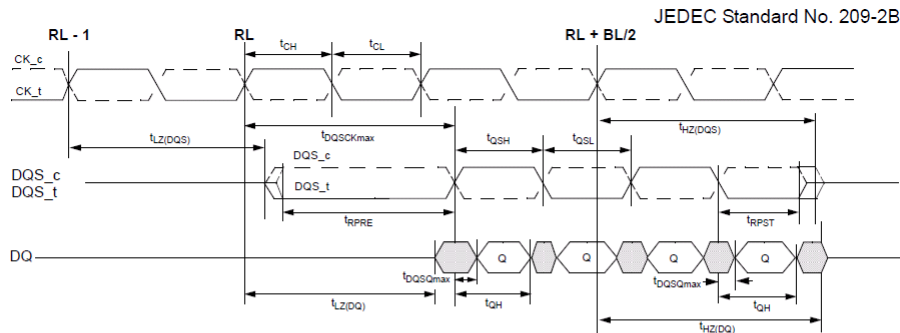 JEDEC Standard No. 209-2B
RL - 1
RL
RL + BL/2
tCH
tCL
CK_c
CK_t
tLZ(DQS)
tDQSCKmax
tHZ(DQS)
tQSH
tQSL
DQS_c
DQS_c
DQS_t
DQS_t
tRPRE
tRPST
DQ
Q
Q
Q
Q
tDQSQmax
tDQSQmax
tLZ(DQ)
tQH
tQH
tHZ(DQ)